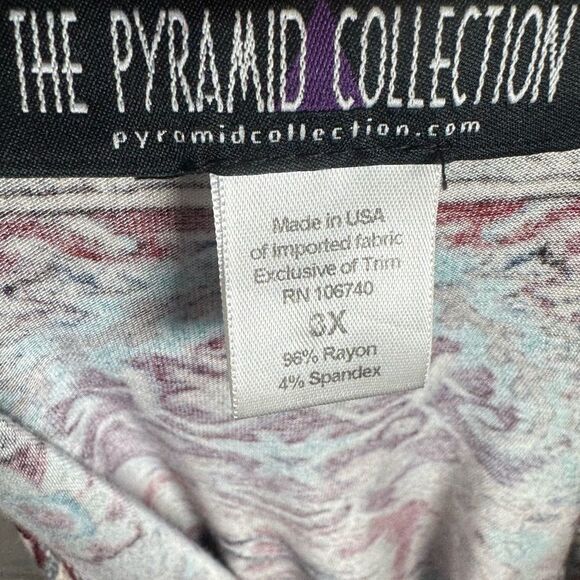 THE PYRAMID COLLECTION
pyramidcollection.com
Made in USA
of imported fabric
Exclusive of Trim
RN 106740
3X
96% Rayon
4% Spandex